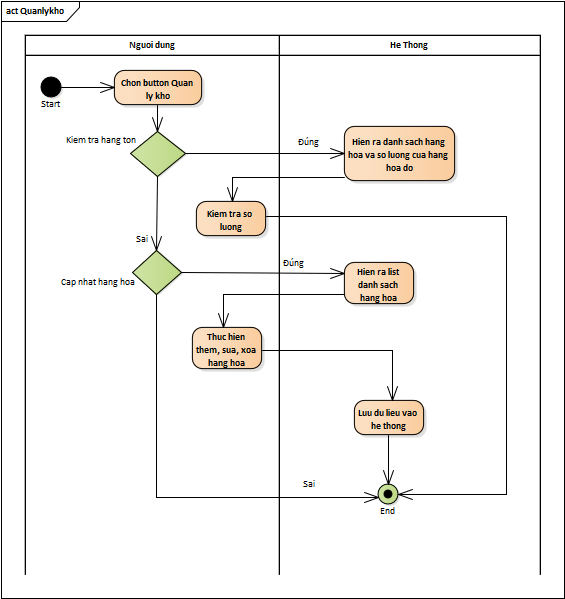 act Quanlykho
Nguoi dung
He Thong
Chon button Quan
ly kho
Start
Kiem tra hang ton
Đúng
Hien ra danh sach hang
hoa va so luong cua hang
hoa do
Kiem tra so
luong
Sai
Đúng
Cap nhat hang hoa
Hien ra list
danh sach
hang hoa
Thuc hien
them, sua, xoa
hang hoa
Luu du lieu vao
he thong
Sai
End